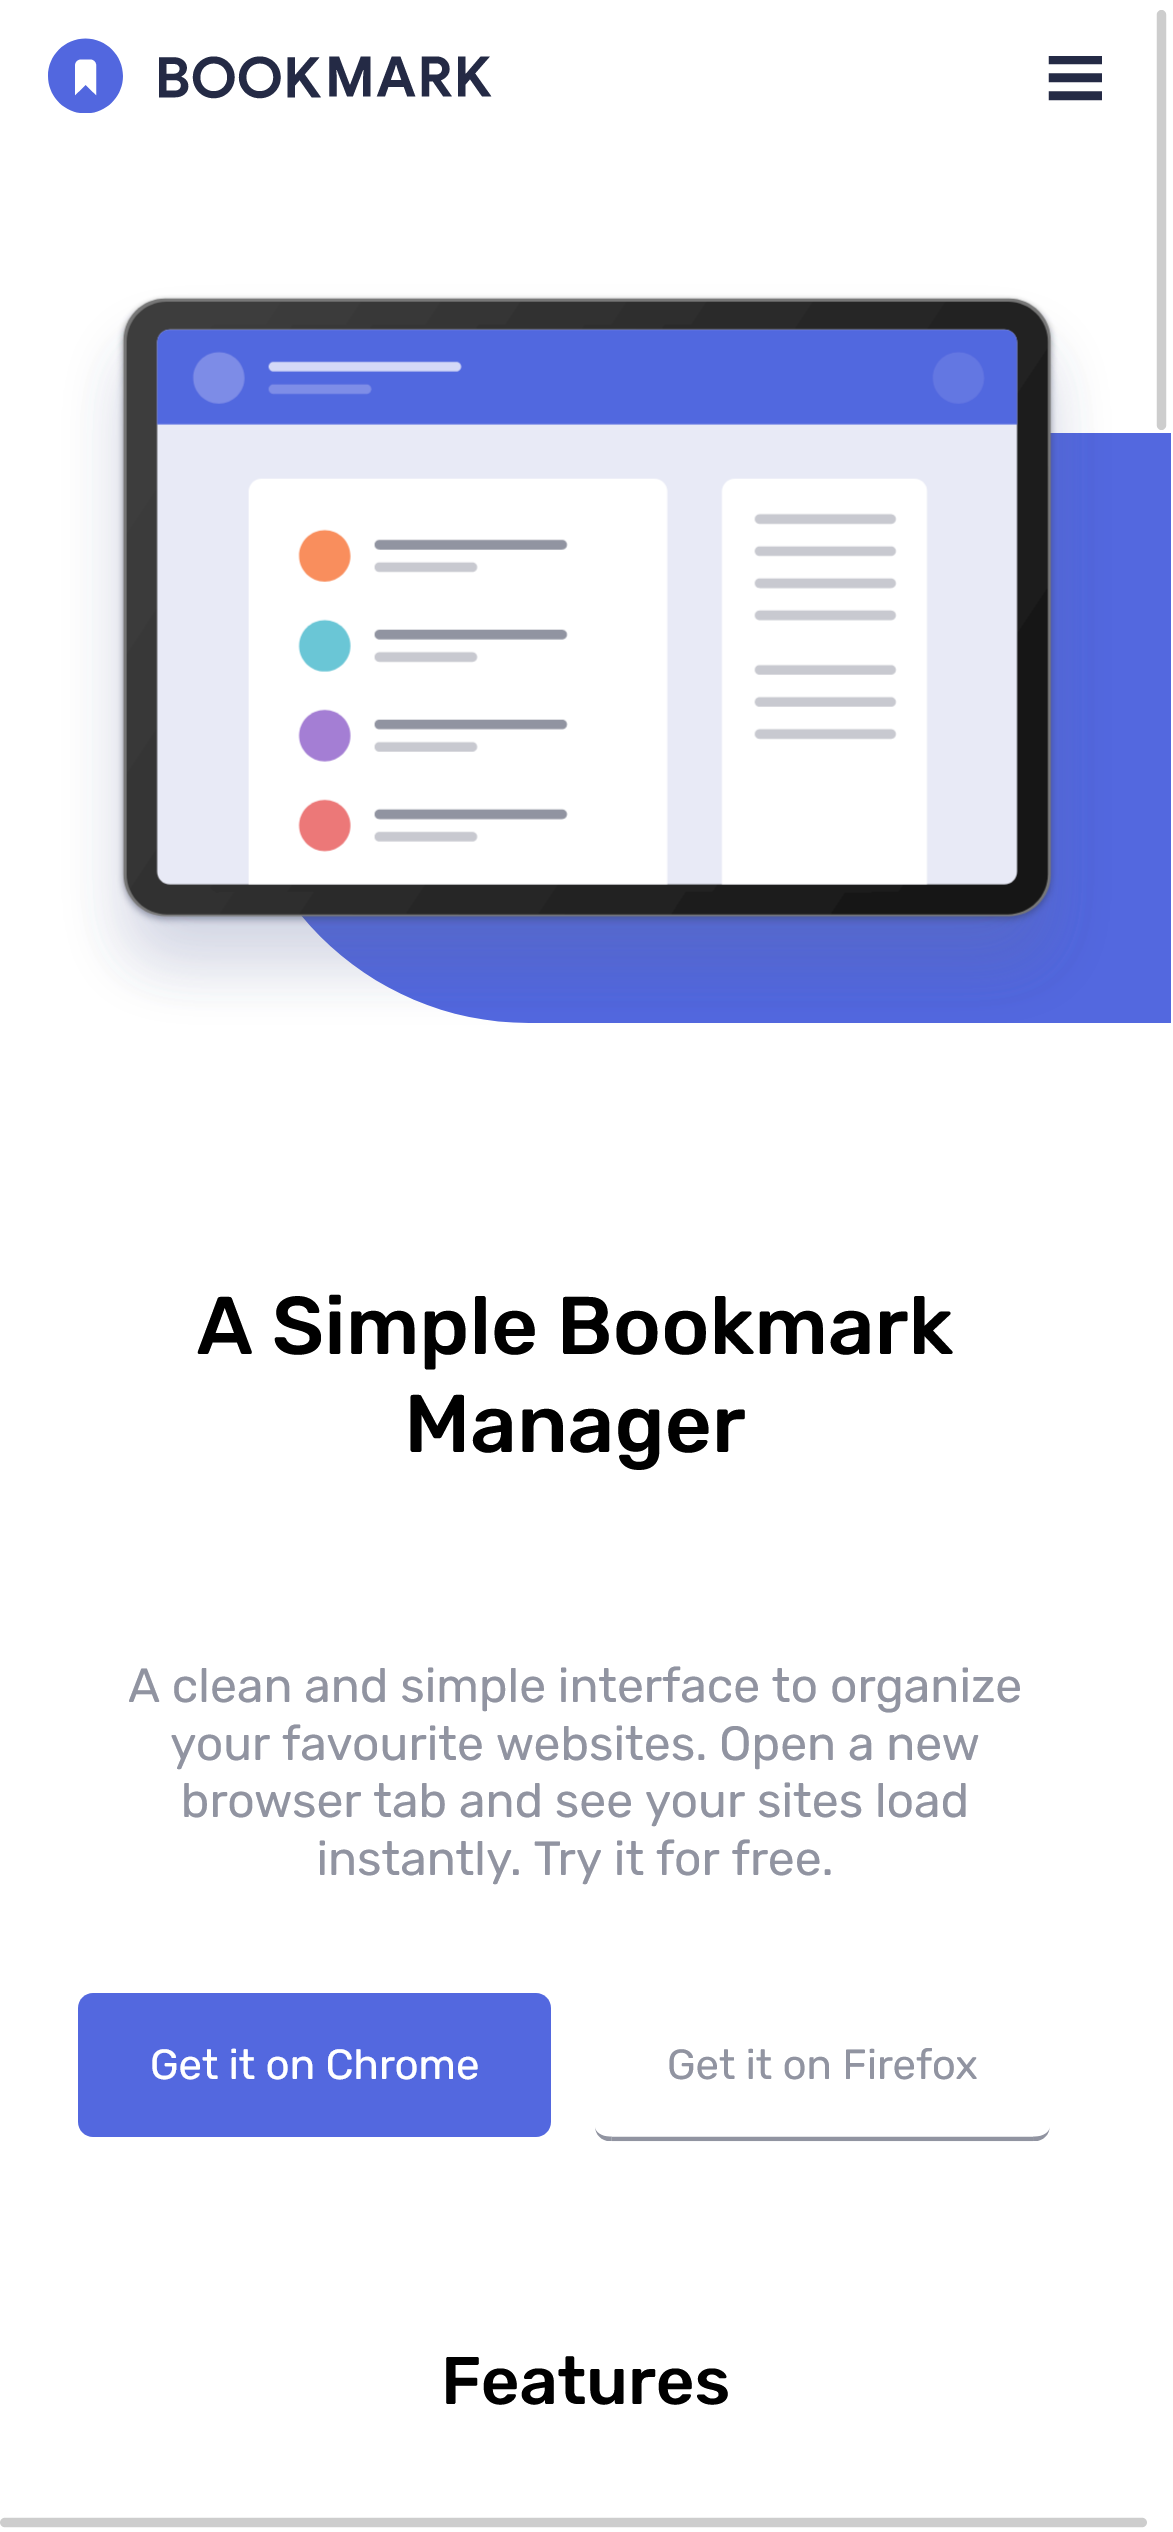 BOOKMARK
A Simple Bookmark
Manager
A clean and simple interface to organize
your favourite websites. Open a new
browser tab and see your sites load
instantly. Try it for free.
Get it on Chrome
Get it on Firefox
Features